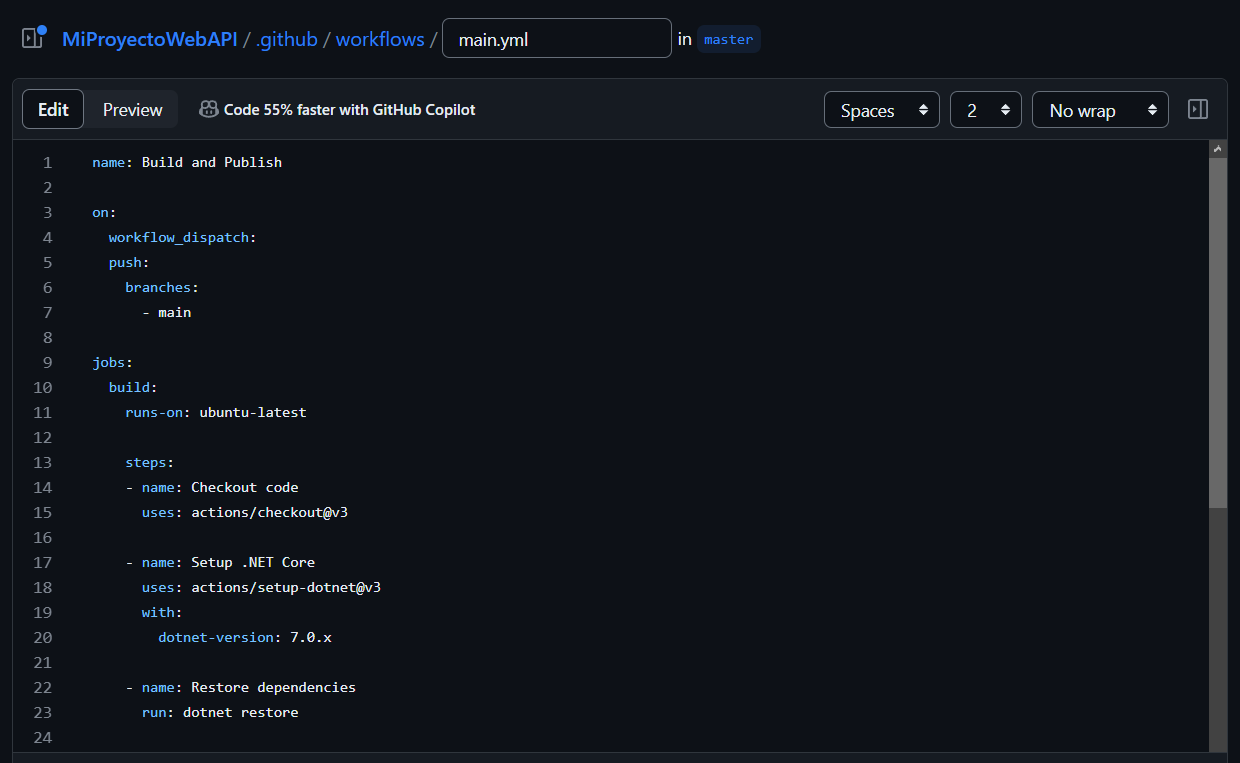 MiProyectoWebAPI / .github / workflows / main.yml in master
Edit Preview Code 55% faster with GitHub Copilot Spaces 2 No wrap
1 name: Build and Publish
2
3 on:
4   workflow_dispatch:
5   push:
6     branches:
7       - main
8
9 jobs:
10   build:
11     runs-on: ubuntu-latest
12
13     steps:
14     - name: Checkout code
15       uses: actions/checkout@v3
16
17     - name: Setup .NET Core
18       uses: actions/setup-dotnet@v3
19       with:
20         dotnet-version: 7.0.x
21
22     - name: Restore dependencies
23       run: dotnet restore
24